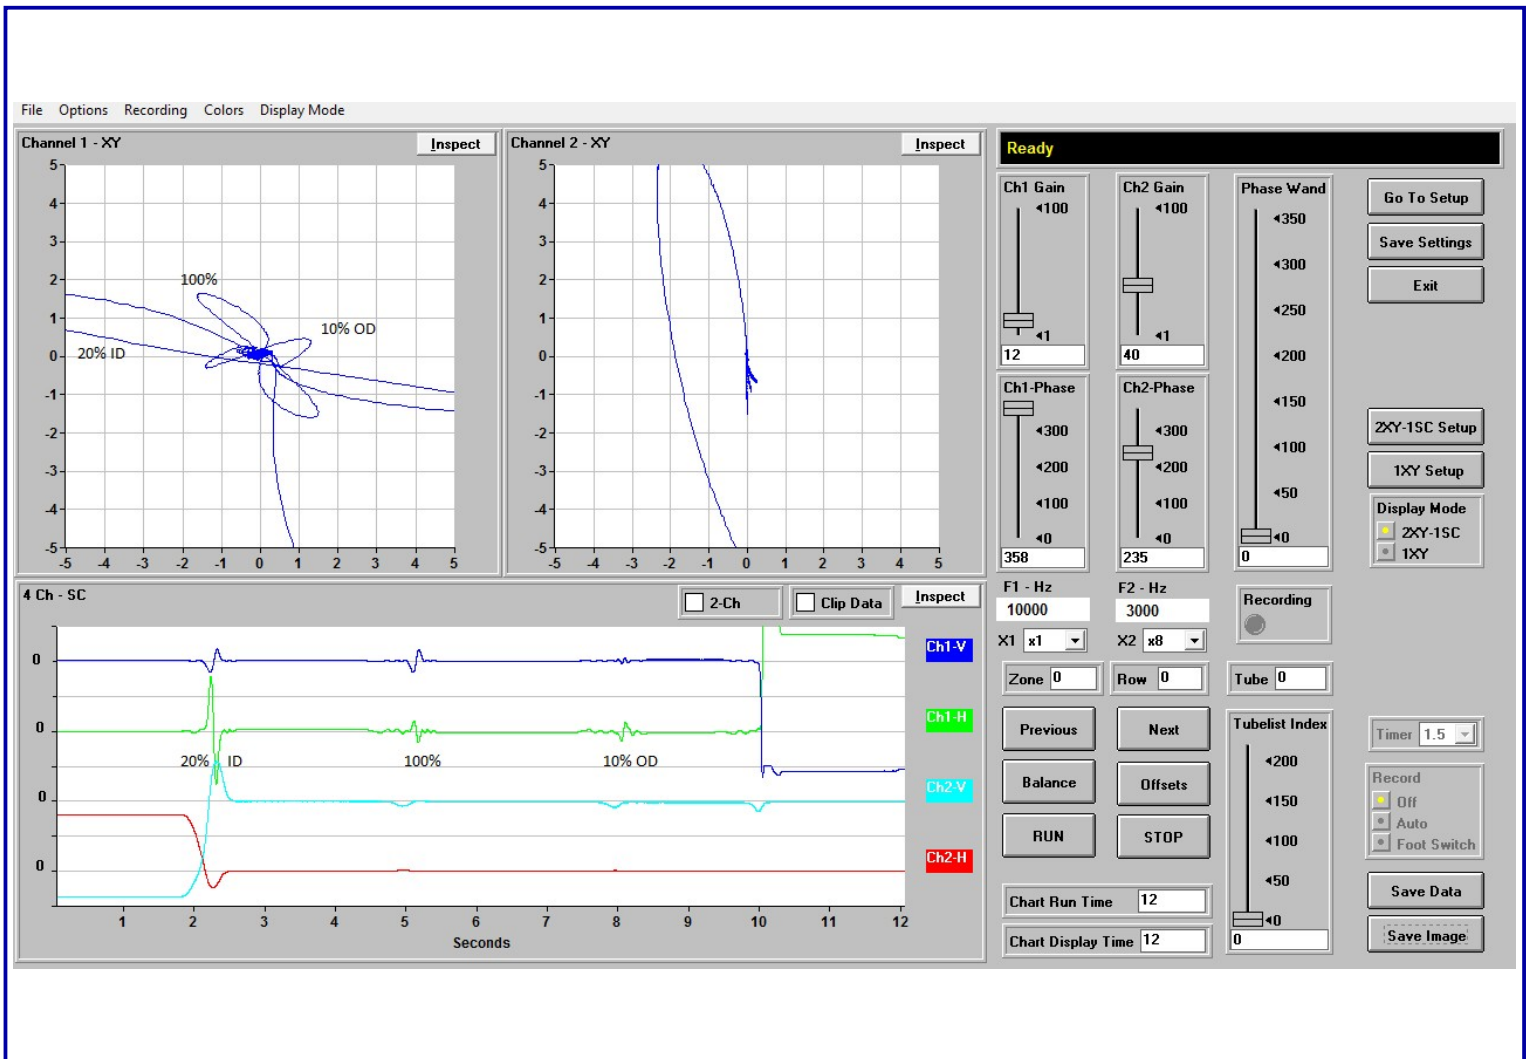 File Options Recording Colors Display Mode
Channel 1 - XY
Inspect
5
4
3
2
1
0
-1
-2
-3
-4
-5
-5 -4 -3 -2 -1 0 1 2 3 4 5
100%
10% OD
20% ID
Channel 2 - XY
Inspect
5
4
3
2
1
0
-1
-2
-3
-4
-5
-5 -4 -3 -2 -1 0 1 2 3 4 5
4 Ch - SC
2-Ch
Clip Data
Inspect
0
0
0
0
20% ID
100%
10% OD
1 2 3 4 5 6 7 8 9 10 11 12
Seconds
Ch1-V
Ch1-H
Ch2-V
Ch2-H
Ready
Ch1 Gain
100
1
12
Ch2 Gain
100
1
40
Phase Wand
350
300
250
200
150
100
50
0
0
Ch1-Phase
300
200
100
0
358
Ch2-Phase
300
200
100
0
235
Go To Setup
Save Settings
Exit
2XY-1SC Setup
1XY Setup
Display Mode
2XY-1SC
1XY
F1 - Hz
10000
F2 - Hz
3000
X1 x1
X2 x8
Recording
Zone 0
Row 0
Tube 0
Previous
Next
Balance
Offsets
RUN
STOP
Chart Run Time 12
Chart Display Time 12
Tubelist Index
200
150
100
50
0
0
Timer 1.5
Record
Off
Auto
Foot Switch
Save Data
Save Image